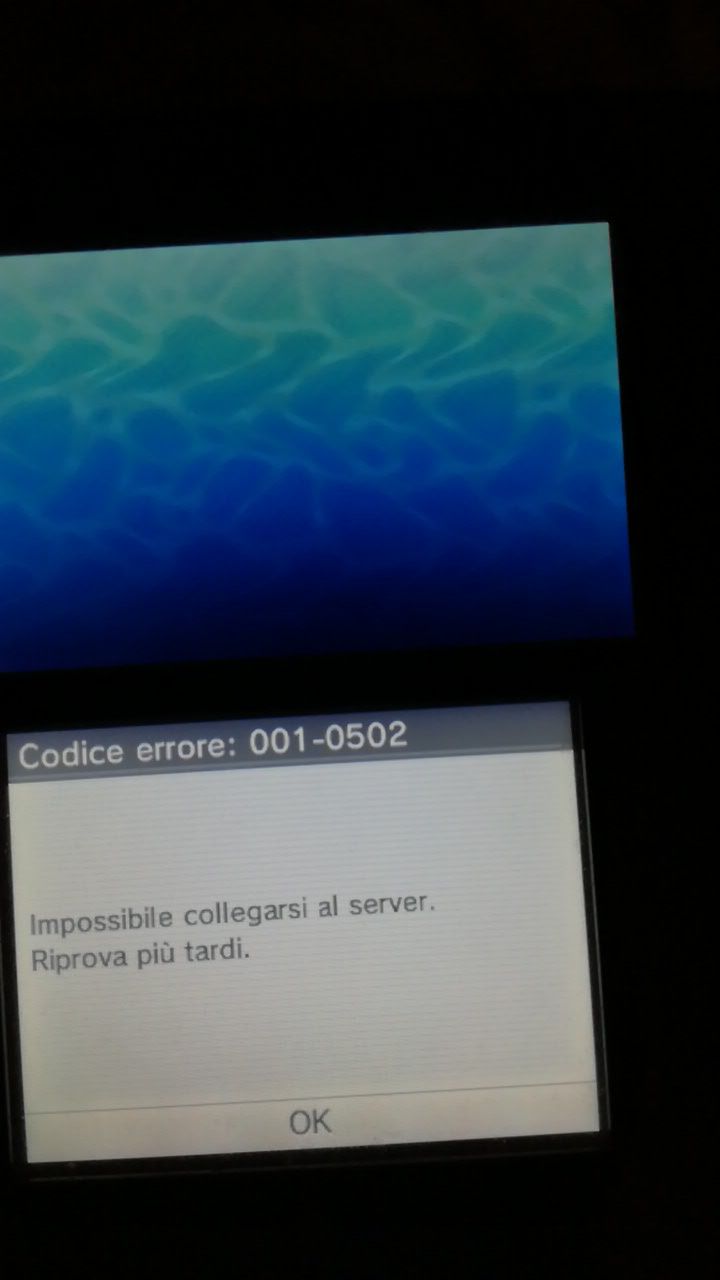 Codice errore: 001-0502
Impossibile collegarsi al server.
Riprova più tardi.
OK